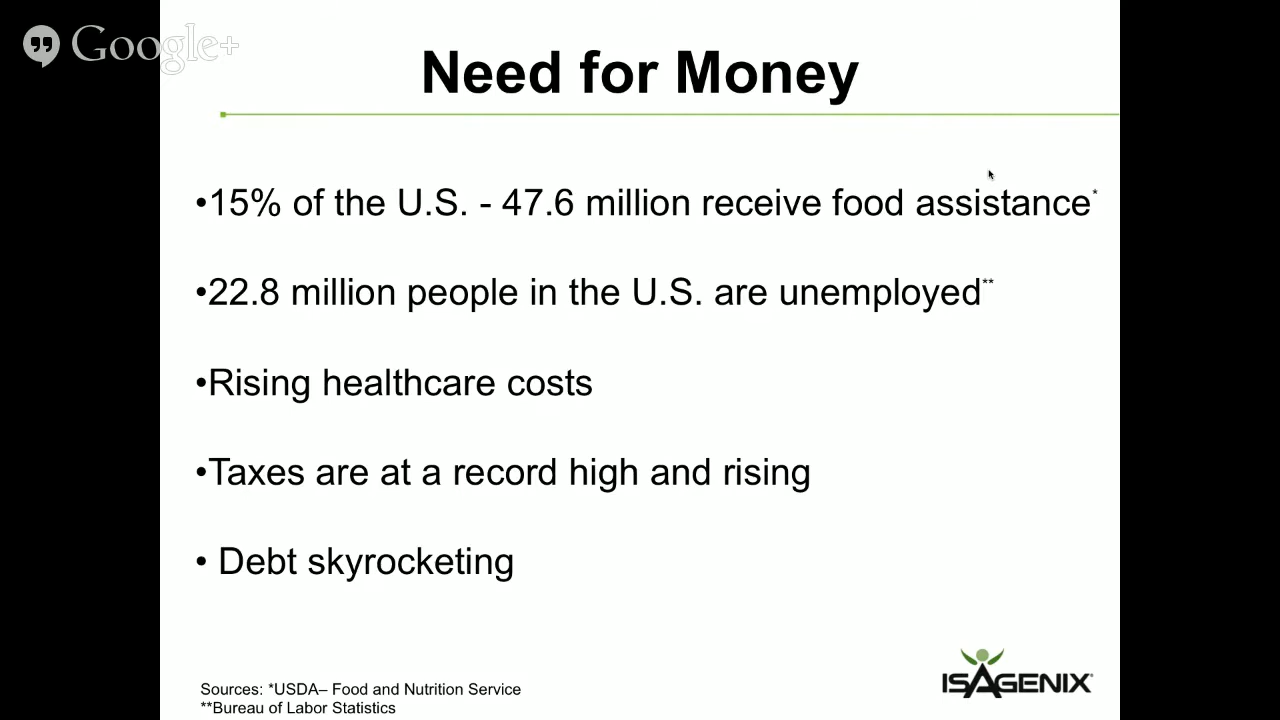 Google+
Need for Money
•15% of the U.S. - 47.6 million receive food assistance*
•22.8 million people in the U.S. are unemployed**
•Rising healthcare costs
•Taxes are at a record high and rising
• Debt skyrocketing
Sources: *USDA– Food and Nutrition Service
**Bureau of Labor Statistics
ISAGENIX